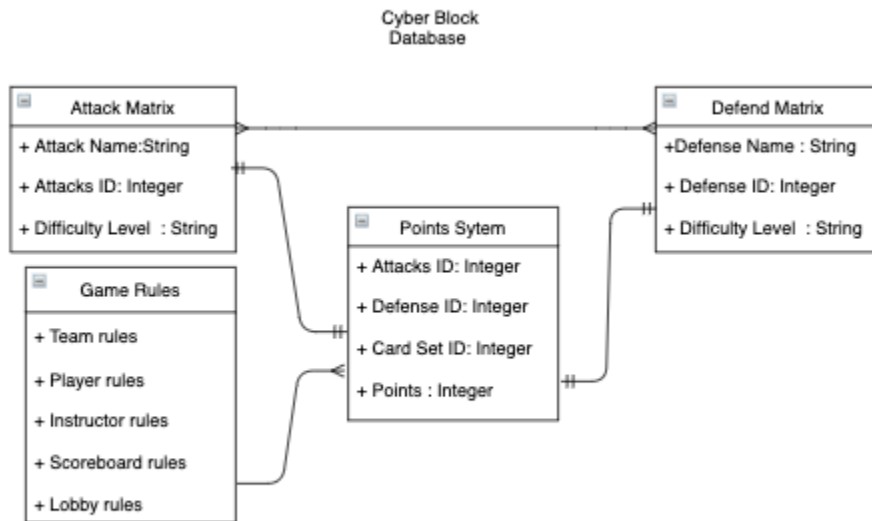 Cyber Block
Database
Attack Matrix
+ Attack Name:String
+ Attacks ID: Integer
+ Difficulty Level : String
Defend Matrix
+Defense Name : String
+ Defense ID: Integer
+ Difficulty Level : String
Points Sytem
+ Attacks ID: Integer
+ Defense ID: Integer
+ Card Set ID: Integer
+ Points : Integer
Game Rules
+ Team rules
+ Player rules
+ Instructor rules
+ Scoreboard rules
+ Lobby rules